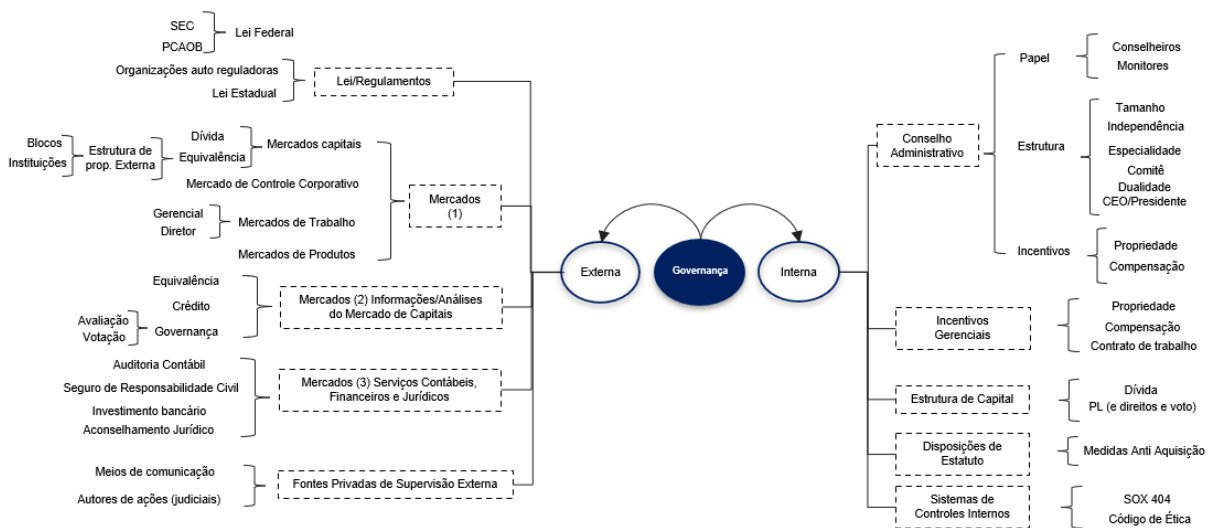 SEC
PCAOB
Lei Federal
Organizações auto reguladoras
Lei Estadual
Lei/Regulamentos
Blocos
Instituições
Estrutura de
prop. Externa
Dívida
Equivalência
Mercados capitais
Mercado de Controle Corporativo
Gerencial
Diretor
Mercados de Trabalho
Mercados de Produtos
Mercados
(1)
Equivalência
Crédito
Avaliação
Votação
Governança
Mercados (2) Informações/Análises
do Mercado de Capitais
Auditoria Contábil
Seguro de Responsabilidade Civil
Investimento bancário
Aconselhamento Jurídico
Mercados (3) Serviços Contábeis,
Financeiros e Jurídicos
Meios de comunicação
Autores de ações (judiciais)
Fontes Privadas de Supervisão Externa
Externa
Governança
Interna
Conselho
Administrativo
Papel
Conselheiros
Monitores
Estrutura
Tamanho
Independência
Especialidade
Comitê
Dualidade
CEO/Presidente
Incentivos
Propriedade
Compensação
Incentivos
Gerenciais
Propriedade
Compensação
Contrato de trabalho
Estrutura de Capital
Dívida
PL (e direitos e voto)
Disposições de
Estatuto
Medidas Anti Aquisição
Sistemas de
Controles Internos
SOX 404
Código de Ética